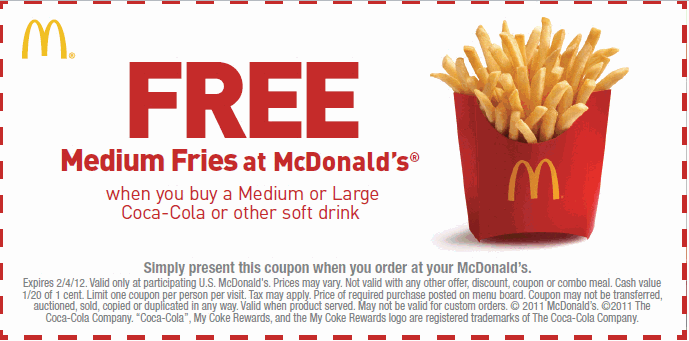 M®
FREE
Medium Fries at McDonald's®
when you buy a Medium or Large
Coca-Cola or other soft drink
Simply present this coupon when you order at your McDonald's.
Expires 2/4/12. Valid only at participating U.S. McDonald's. Prices may vary. Not valid with any other offer, discount, coupon or combo meal. Cash value
1/20 of 1 cent. Limit one coupon per person per visit. Tax may apply. Price of required purchase posted on menu board. Coupon may not be transferred,
auctioned, sold, copied or duplicated in any way. Valid when product served. May not be valid for custom orders. © 2011 McDonald's. ©2011 The
Coca-Cola Company. "Coca-Cola", My Coke Rewards, and the My Coke Rewards logo are registered trademarks of The Coca-Cola Company.